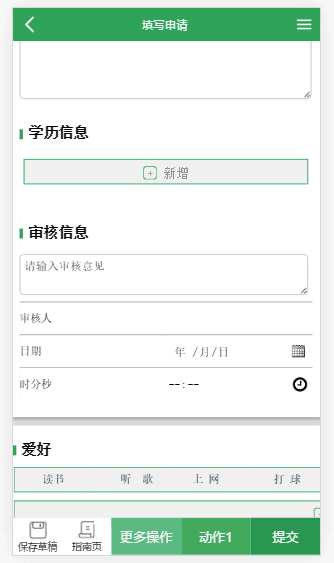 填写申请
学历信息
新增
审核信息
请输入审核意见
审核人
日期 年 /月/日
时分秒 --:--
爱好
读书 听 歌 上 网 打 球
保存草稿 指南页 更多操作 动作1 提交